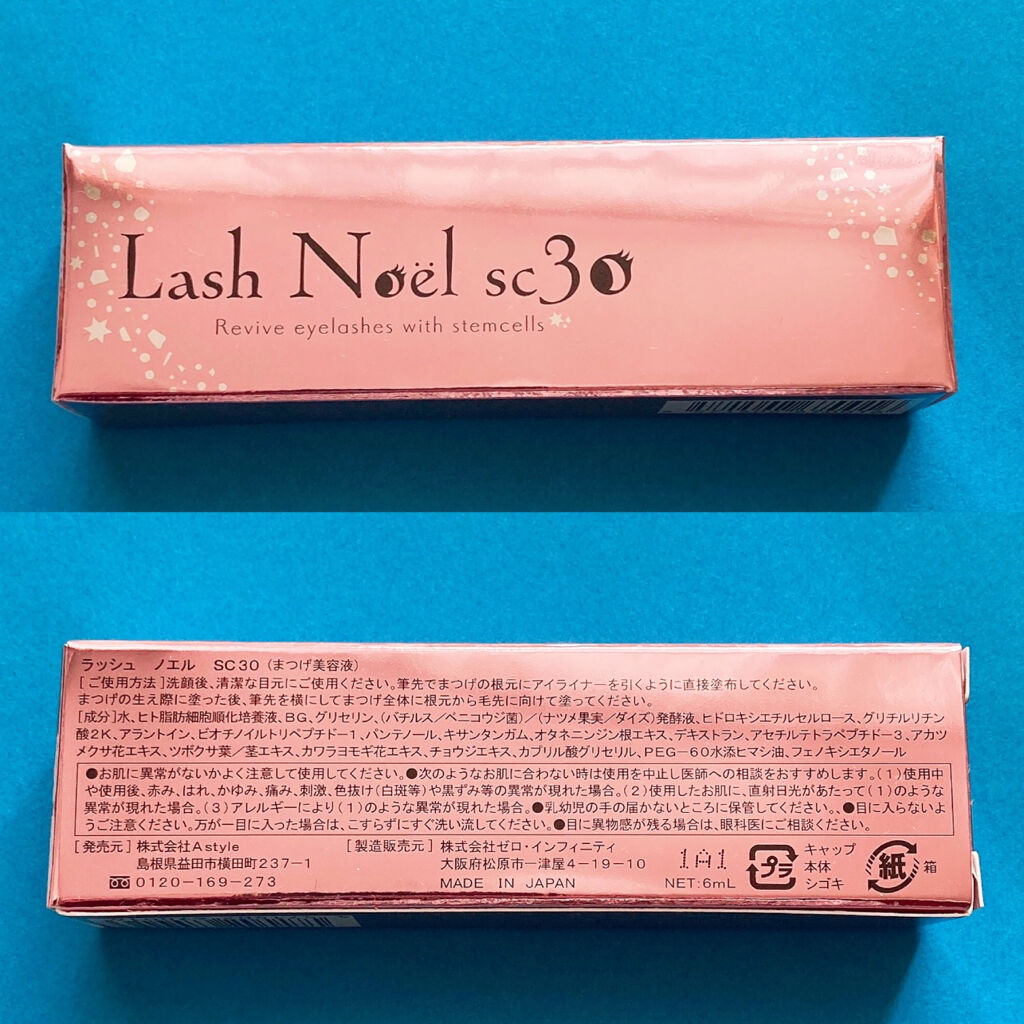 Lash Noël sc30
Revive eyelashes with stemcells
ラッシュ ノエル SC30 (まつげ美容液)
[ご使用方法]洗顔後、清潔な目元にご使用ください。筆先でまつげの根元にアイライナーを引くように直接塗布してください。
まつげの生え際に塗った後、筆先を横にしてまつげ全体に根元から毛先に向けて塗ってください。
[成分]水、ヒト脂肪細胞順化培養液、BG、グリセリン、(バチルス/ベニコウジ菌)/(ナツメ果実/ダイズ)発酵液、ヒドロキシエチルセルロース、グリチルリチン
酸2K、アラントイン、ビオチノイルトリペプチド-1、パンテノール、キサンタンガム、オタネニンジン根エキス、デキストラン、アセチルテトラペプチド-3、アカツ
メクサ花エキス、ツボクサ葉/茎エキス、カワラヨモギ花エキス、チョウジエキス、カプリル酸グリセリル、PEG-60水添ヒマシ油、フェノキシエタノール
●お肌に異常がないかよく注意して使用してください。●次のようなお肌に合わない時は使用を中止し医師への相談をおすすめします。(1)使用中
や使用後、赤み、はれ、かゆみ、痛み、刺激、色抜け(白斑等)や黒ずみ等の異常が現れた場合。(2)使用したお肌に、直射日光があたって(1)のような
異常が現れた場合。(3)アレルギーにより(1)のような異常が現れた場合。●乳幼児の手の届かないところに保管してください。、●目に入らないよ
うご注意ください。万が一目に入った場合は、こすらずにすぐ洗い流してください。●目に異物感が残る場合は、眼科医にご相談ください。
[発売元] 株式会社Astyle
島根県益田市横田町237-1
0120-169-273
[製造販売元] 株式会社ゼロ・インフィニティ
大阪府松原市一津屋4-19-10
MADE IN JAPAN
1A1
NET:6mL
プラ
キャップ
本体
シゴキ
紙
箱